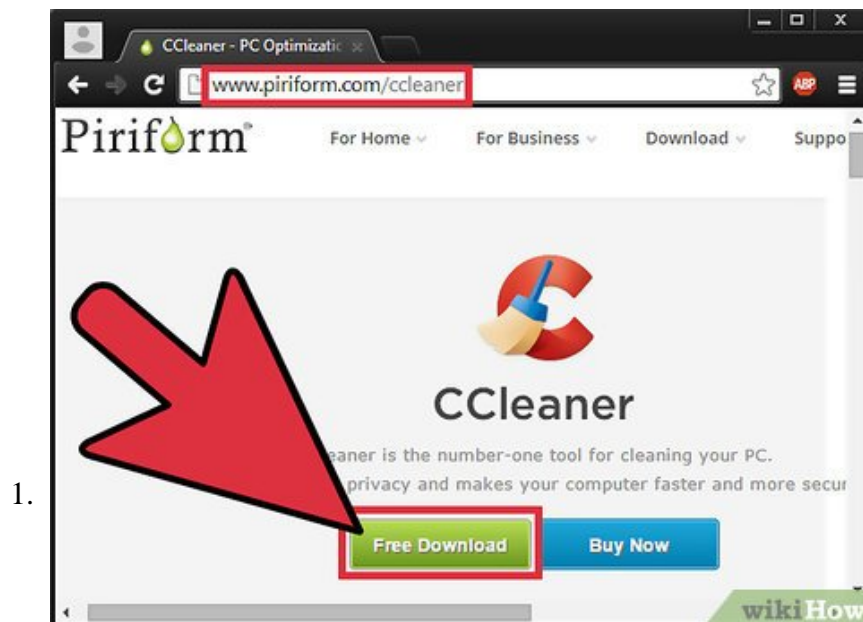 CCleaner - PC Optimizatic
www.piriform.com/ccleaner
ABP
Piriform
For Home
For Business
Download
Suppo
CCleaner
eaner is the number-one tool for cleaning your PC.
privacy and makes your computer faster and more secur
1.
Free Download
Buy Now
wikiHow